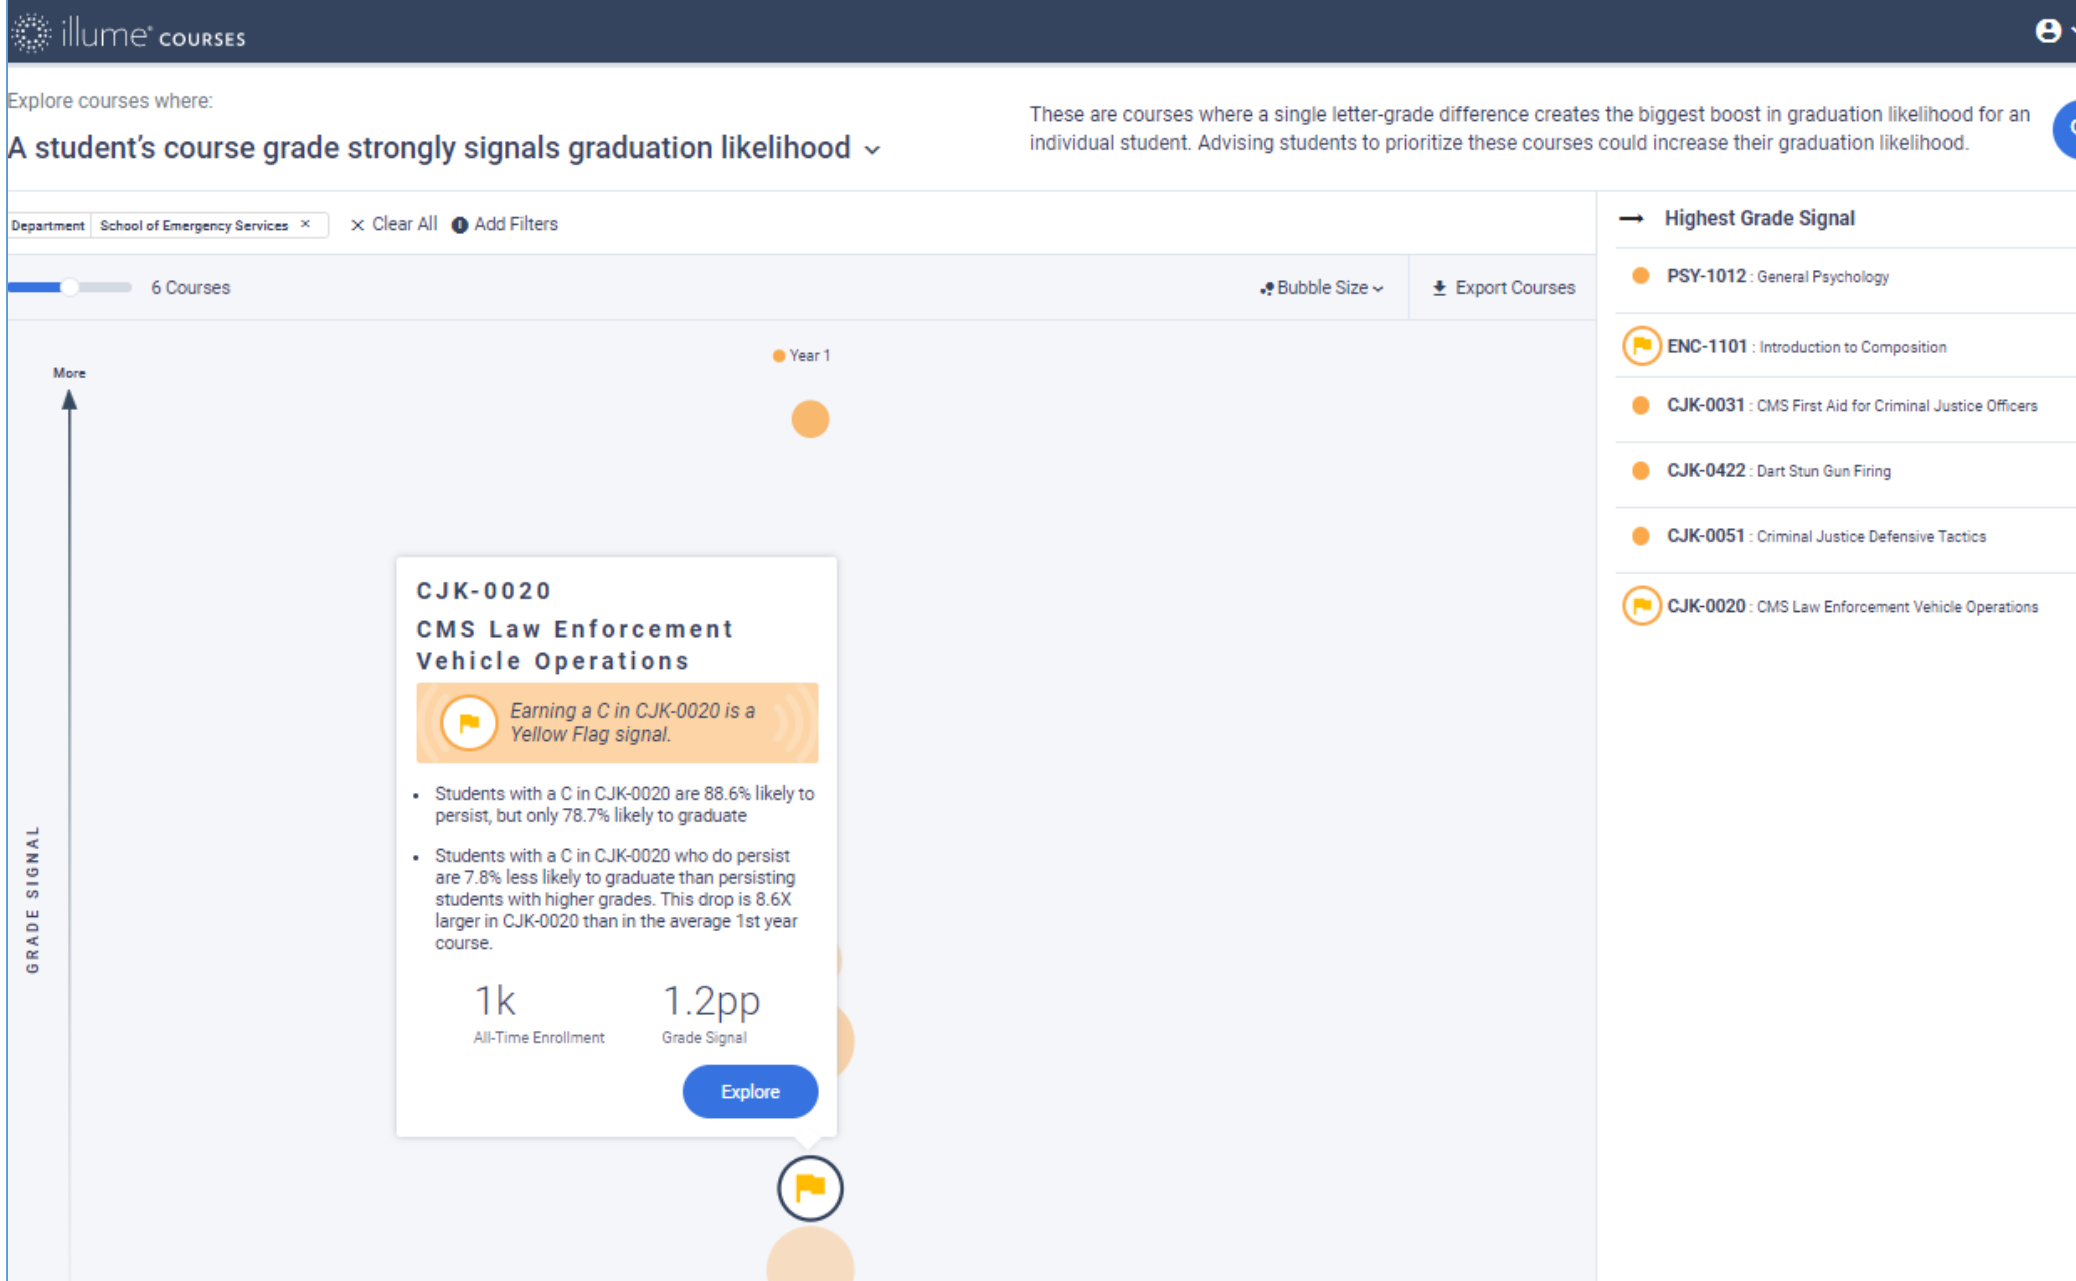 illume® COURSES
Explore courses where:
A student's course grade strongly signals graduation likelihood
These are courses where a single letter-grade difference creates the biggest boost in graduation likelihood for an
individual student. Advising students to prioritize these courses could increase their graduation likelihood.
Department School of Emergency Services × × Clear All Add Filters
6 Courses
Bubble Size
Export Courses
Year 1
More
GRADE SIGNAL
CJK-0020
CMS Law Enforcement
Vehicle Operations
Earning a C in CJK-0020 is a
Yellow Flag signal.
• Students with a C in CJK-0020 are 88.6% likely to
persist, but only 78.7% likely to graduate
• Students with a C in CJK-0020 who do persist
are 7.8% less likely to graduate than persisting
students with higher grades. This drop is 8.6X
larger in CJK-0020 than in the average 1st year
course.
1k 1.2pp
All-Time Enrollment Grade Signal
Explore
Highest Grade Signal
PSY-1012 : General Psychology
ENC-1101 : Introduction to Composition
CJK-0031 : CMS First Aid for Criminal Justice Officers
CJK-0422 : Dart Stun Gun Firing
CJK-0051 : Criminal Justice Defensive Tactics
CJK-0020 : CMS Law Enforcement Vehicle Operations